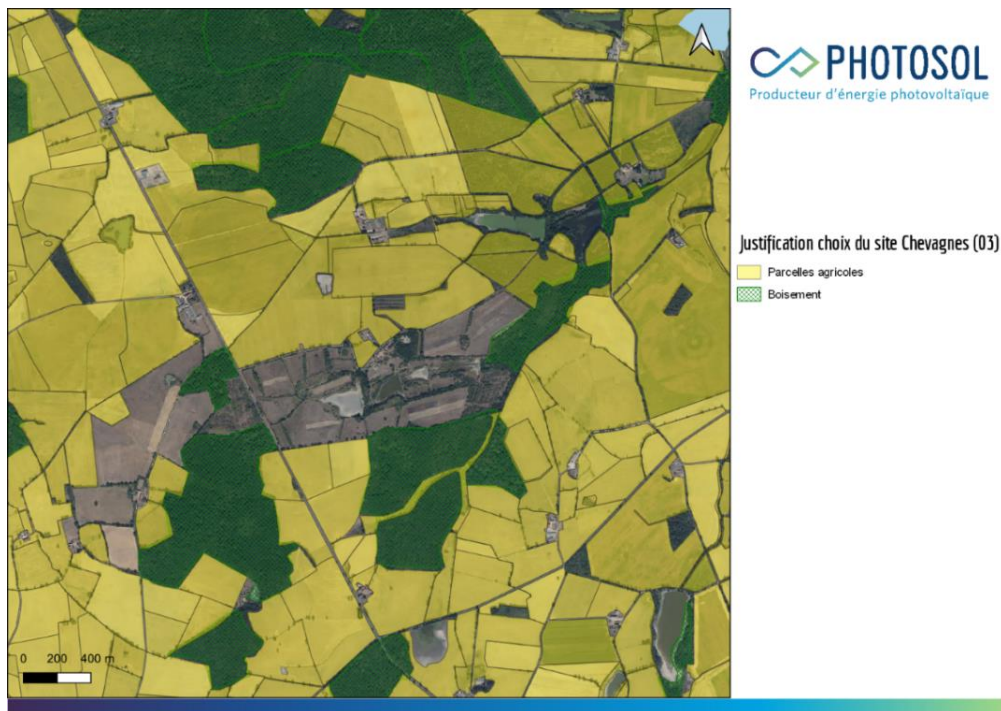 PHOTOSOL
Producteur d'énergie photovoltaïque
Justification choix du site Chevagnes (03)
Parcelles agricoles
Boisement
0 200 400 m